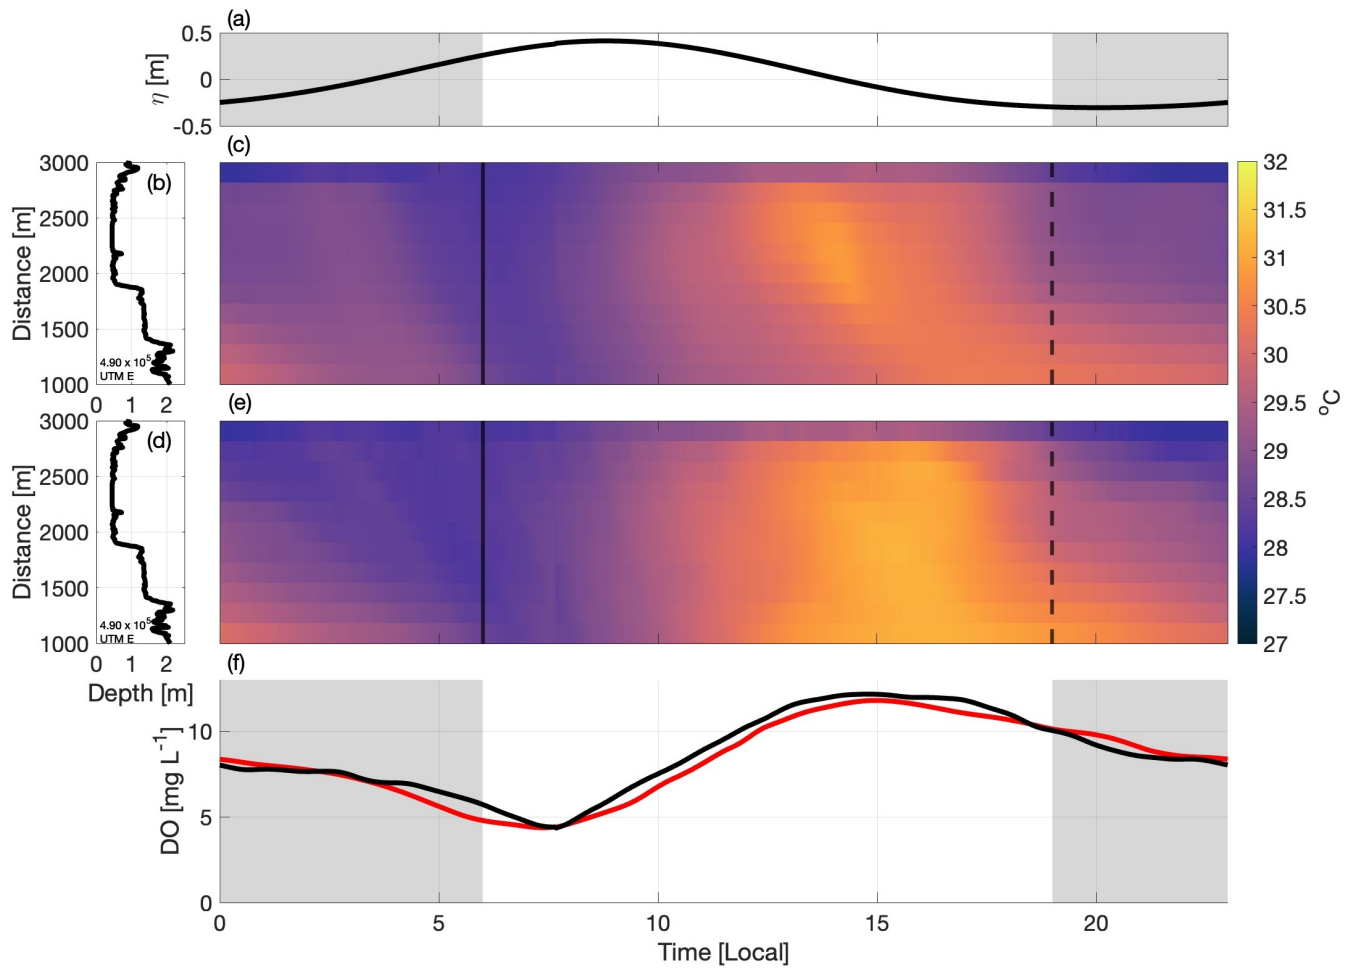 (a)
0.5
0
-0.5
η [m]
(c)
3000
2500
2000
1500
1000
Distance [m]
(b)
4.90 x 10⁵
UTM E
0 1 2
32
31.5
31
30.5
30
29.5
29
28.5
28
27.5
27
°C
(e)
3000
2500
2000
1500
1000
Distance [m]
(d)
4.90 x 10⁵
UTM E
0 1 2
Depth [m]
(f)
10
5
0
DO [mg L⁻¹]
0 5 10 15 20
Time [Local]